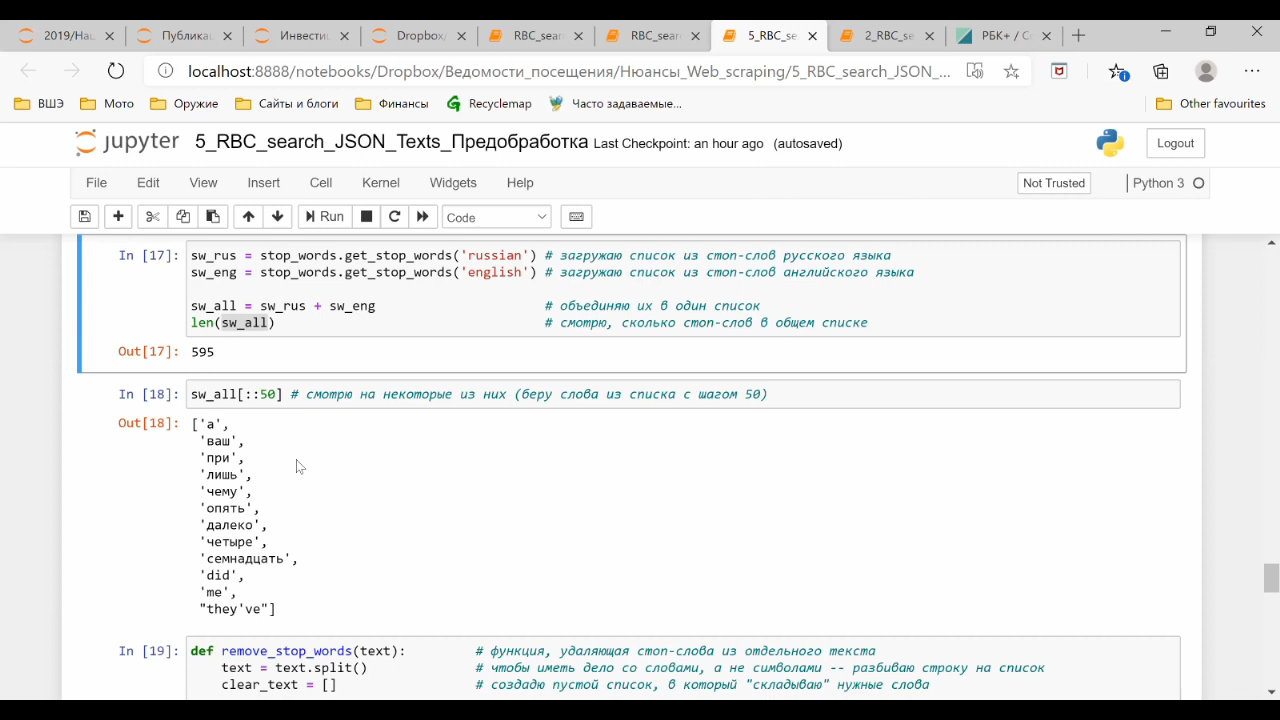 2019/Нац
Публикац
Инвестиц
Dropbox/
RBC_sear
RBC_sear
5_RBC_se
2_RBC_se
РБК+ / С
localhost:8888/notebooks/Dropbox/Ведомости_посещения/Нюансы_Web_scraping/5_RBC_search_JSON_...
ВШЭ
Мото
Оружие
Сайты и блоги
Финансы
Recyclemap
Часто задаваемые...
Other favourites
jupyter 5_RBC_search_JSON_Texts_Предобработка Last Checkpoint: an hour ago (autosaved)
Logout
File Edit View Insert Cell Kernel Widgets Help
Not Trusted
Python 3
Run
Code
In [17]: sw_rus = stop_words.get_stop_words('russian') # загружаю список из стоп-слов русского языка
sw_eng = stop_words.get_stop_words('english') # загружаю список из стоп-слов английского языка
sw_all = sw_rus + sw_eng # объединяю их в один список
len(sw_all) # смотрю, сколько стоп-слов в общем списке
Out[17]: 595
In [18]: sw_all[::50] # смотрю на некоторые из них (беру слова из списка с шагом 50)
Out[18]: ['а',
'ваш',
'при',
'лишь',
'чему',
'опять',
'далеко',
'четыре',
'семнадцать',
'did',
'me',
"they've"]
In [19]: def remove_stop_words(text): # функция, удаляющая стоп-слова из отдельного текста
text = text.split() # чтобы иметь дело со словами, а не символами -- разбиваю строку на список
clear_text = [] # создаю пустой список, в который "складываю" нужные слова